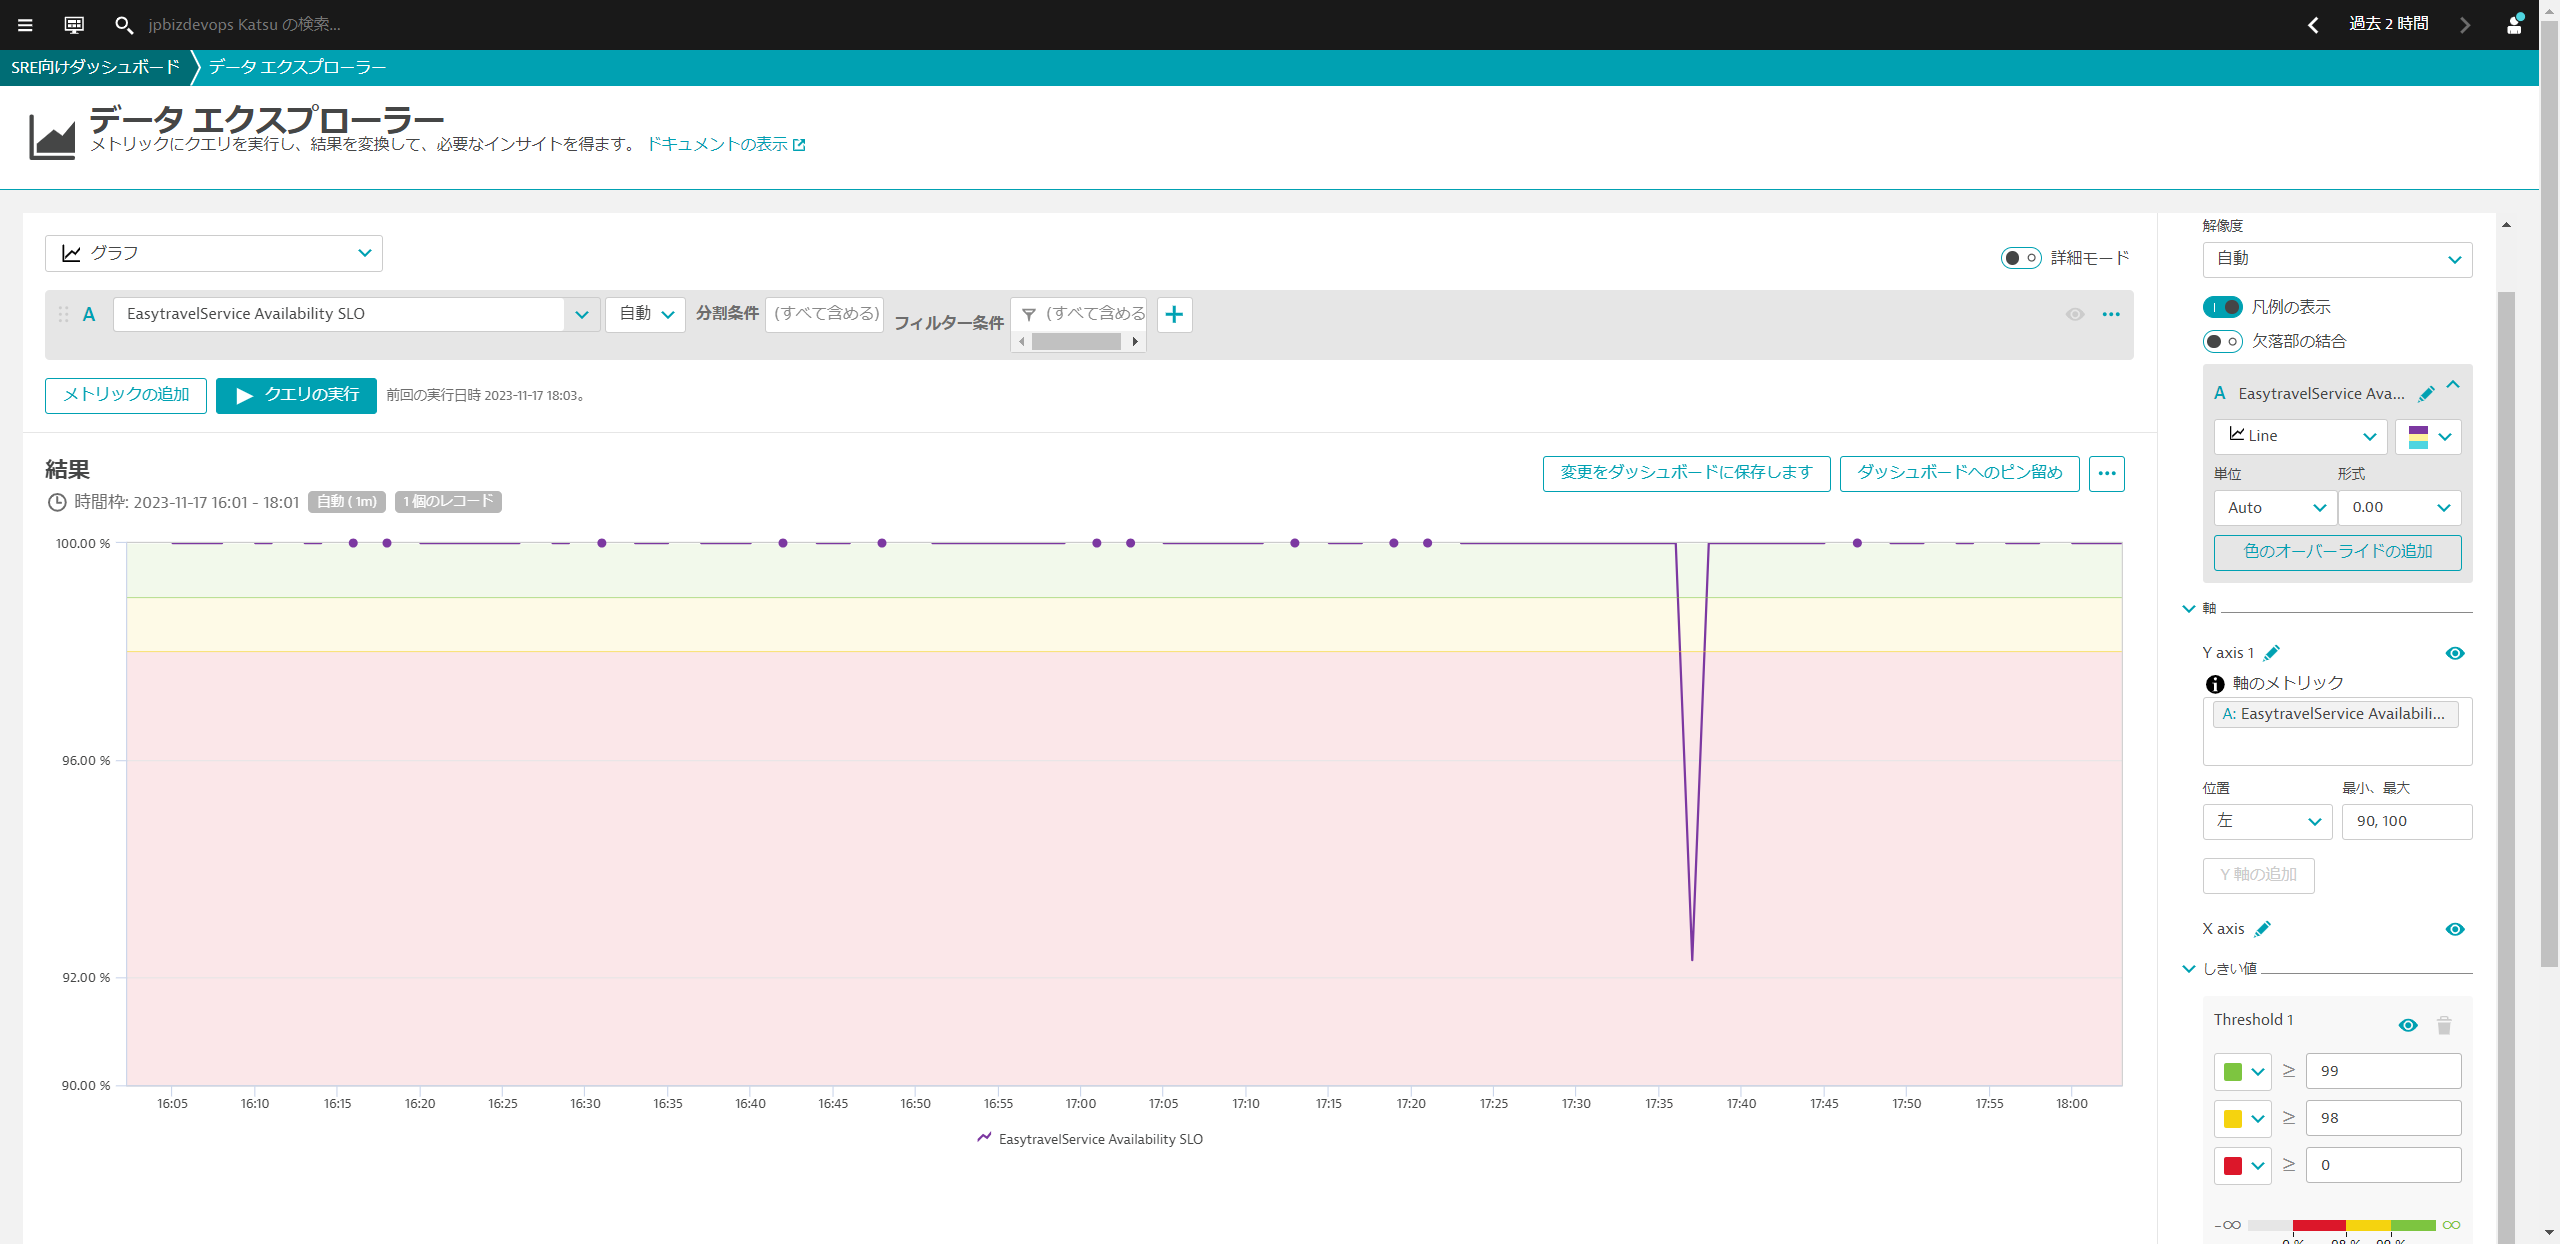 jpbizdevops Katsu の検索...
過去 2 時間
SRE向けダッシュボード
データ エクスプローラー
データ エクスプローラー
メトリックにクエリを実行し、結果を変換して、必要なインサイトを得ます。 ドキュメントの表示
グラフ
詳細モード
A EasytravelService Availability SLO 自動 分割条件 (すべて含める) フィルター条件 (すべて含める
メトリックの追加 クエリの実行 前回の実行日時 2023-11-17 18:03。
結果
変更をダッシュボードに保存します ダッシュボードへのピン留め
時間枠: 2023-11-17 16:01 - 18:01 自動 ( 1m) 1 個のレコード
100.00 %
96.00 %
92.00 %
90.00 %
16:05 16:10 16:15 16:20 16:25 16:30 16:35 16:40 16:45 16:50 16:55 17:00 17:05 17:10 17:15 17:20 17:25 17:30 17:35 17:40 17:45 17:50 17:55 18:00
EasytravelService Availability SLO
解像度
自動
凡例の表示
欠落部の結合
A EasytravelService Ava...
Line
単位 形式
Auto 0.00
色のオーバーライドの追加
軸
Y axis 1
軸のメトリック
A: EasytravelService Availabili...
位置 最小、最大
左 90, 100
Y 軸の追加
X axis
しきい値
Threshold 1
≥ 99
≥ 98
≥ 0
-∞ ∞